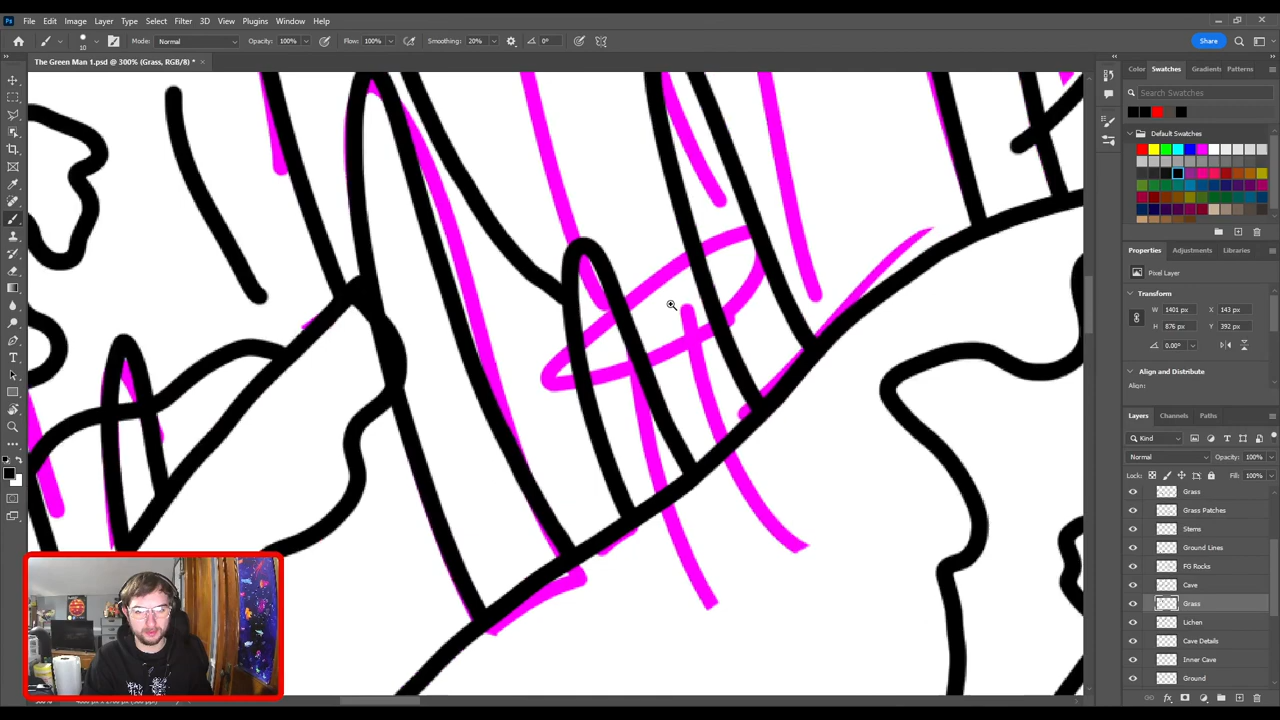 Ps File Edit Image Layer Type Select Filter 3D View Plugins Window Help
10 Mode: Normal Opacity: 100% Flow: 100% Smoothing: 20% 0° Share
The Green Man 1.psd @ 300% (Grass, RGB/8) * ×
Color Swatches Gradients Patterns
Search Swatches
Default Swatches
Properties Adjustments Libraries
Pixel Layer
Transform
W 1401 px X 143 px
H 876 px Y 392 px
0.00°
Align and Distribute
Align:
Layers Channels Paths
Kind
Normal Opacity: 100%
Lock: Fill: 100%
Grass
Grass Patches
Stems
Ground Lines
FG Rocks
Cave
Grass
Lichen
Cave Details
Inner Cave
Ground